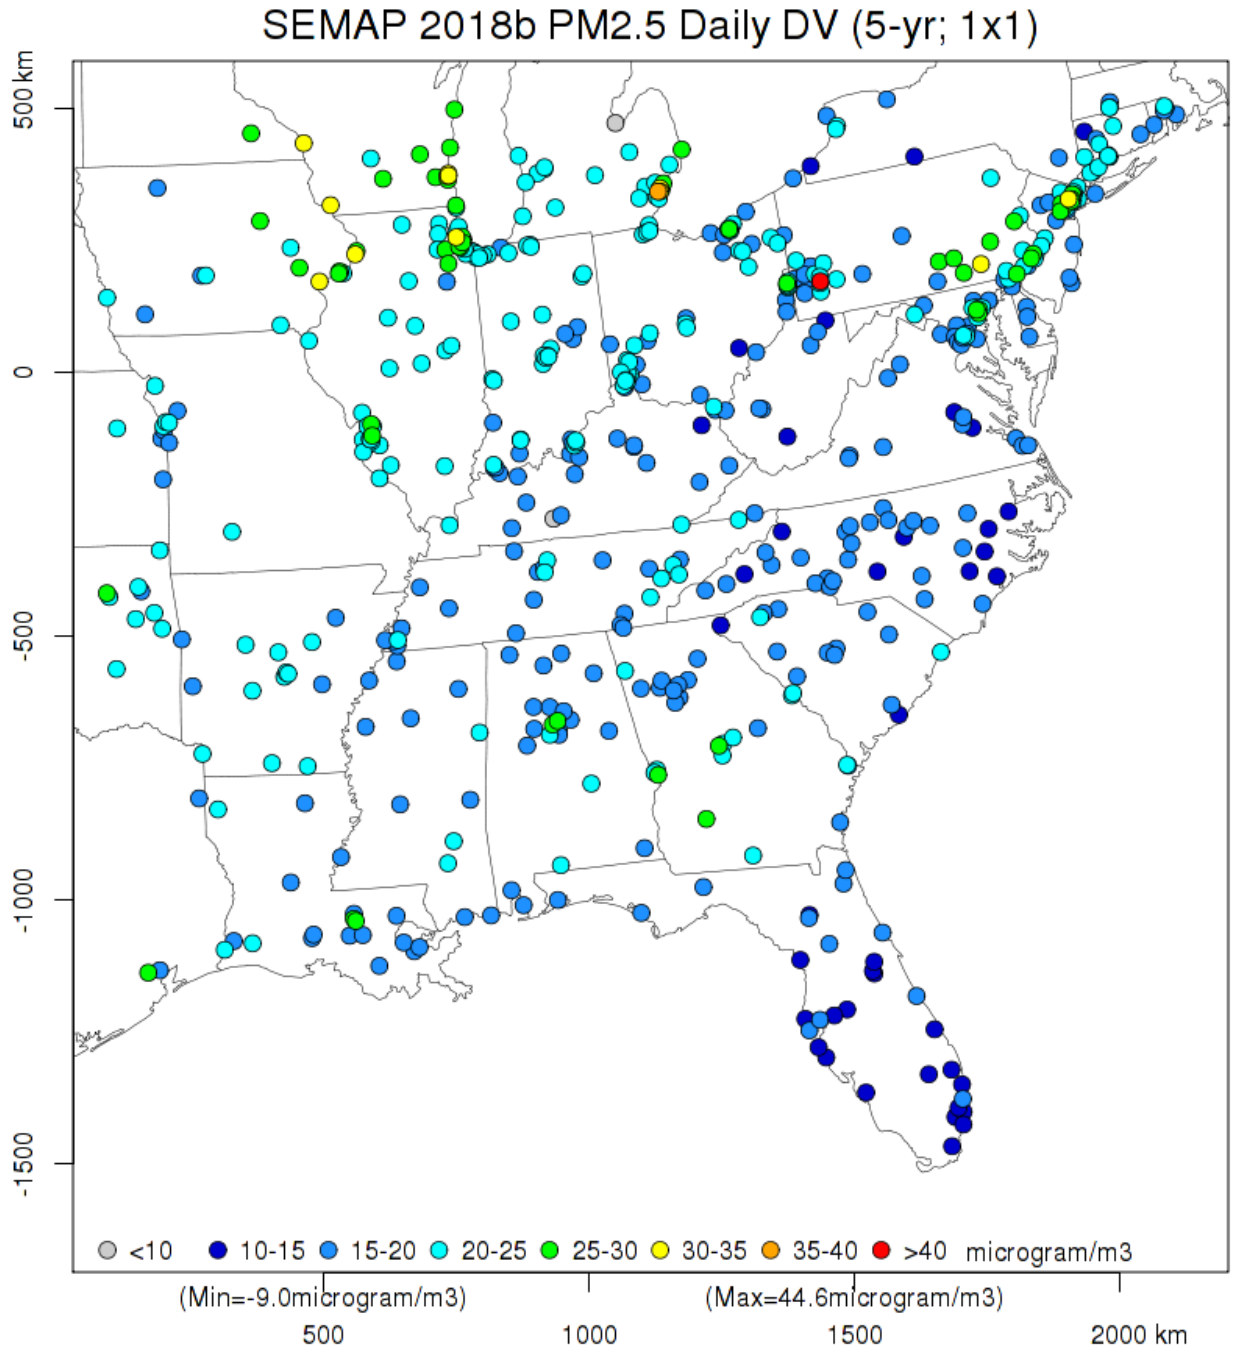 SEMAP 2018b PM2.5 Daily DV (5-yr; 1x1)
500 km
0
-500
-1000
-1500
<10 10-15 15-20 20-25 25-30 30-35 35-40 >40 microgram/m3
(Min=-9.0microgram/m3) (Max=44.6microgram/m3)
500 1000 1500 2000 km